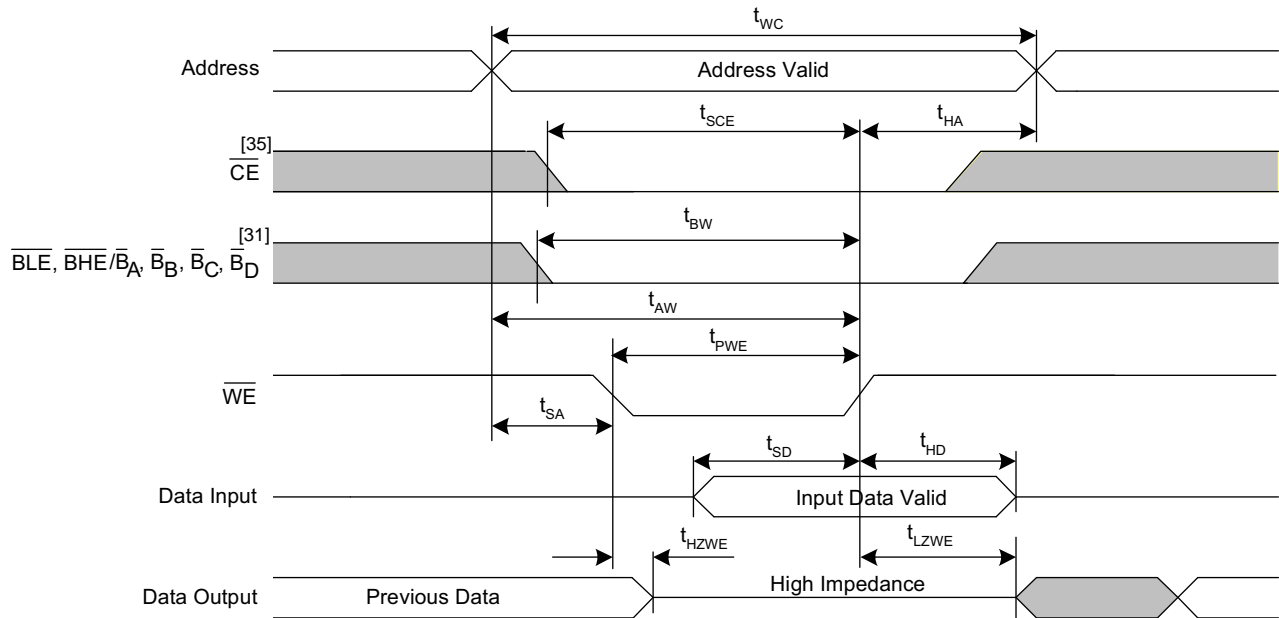 tWC
Address
Address Valid
tSCE
tHA
[35]
CE
tBW
[31]
BLE, BHE/BA, BB, BC, BD
tAW
tPWE
WE
tSA
tSD
tHD
Data Input
Input Data Valid
tHZWE
tLZWE
Data Output
Previous Data
High Impedance